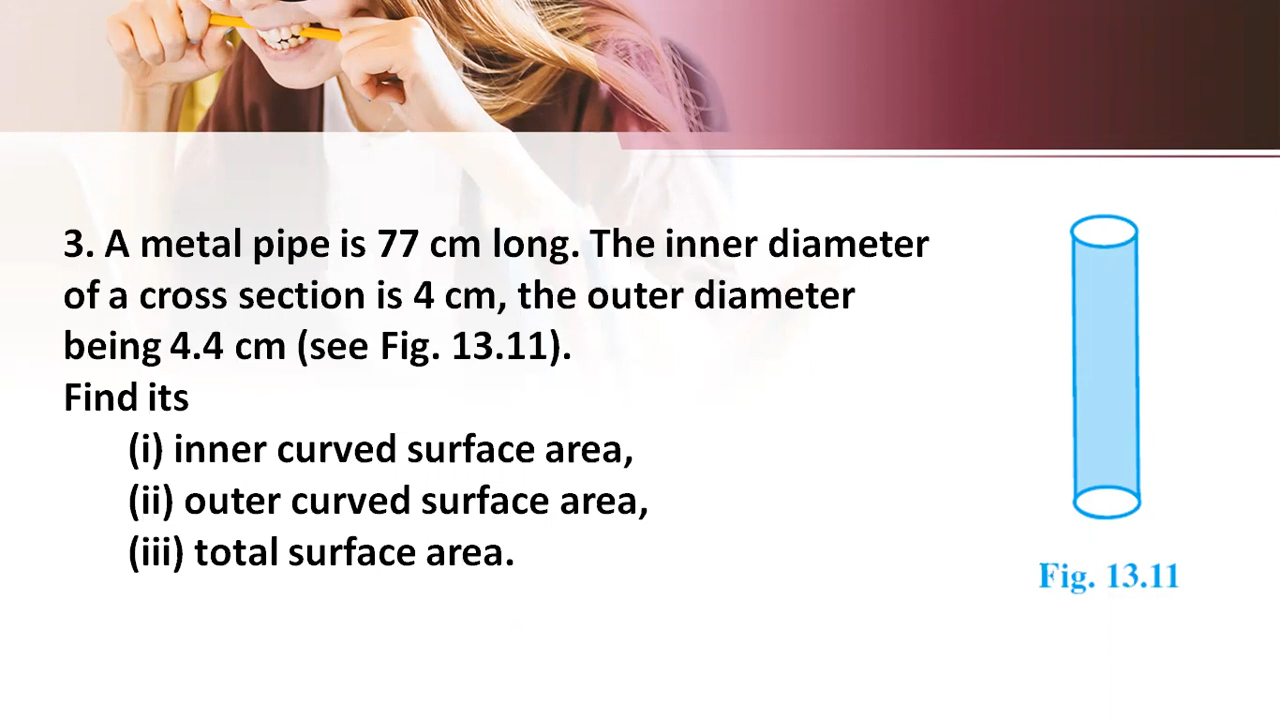 3. A metal pipe is 77 cm long. The inner diameter
of a cross section is 4 cm, the outer diameter
being 4.4 cm (see Fig. 13.11).
Find its
(i) inner curved surface area,
(ii) outer curved surface area,
(iii) total surface area.
Fig. 13.11